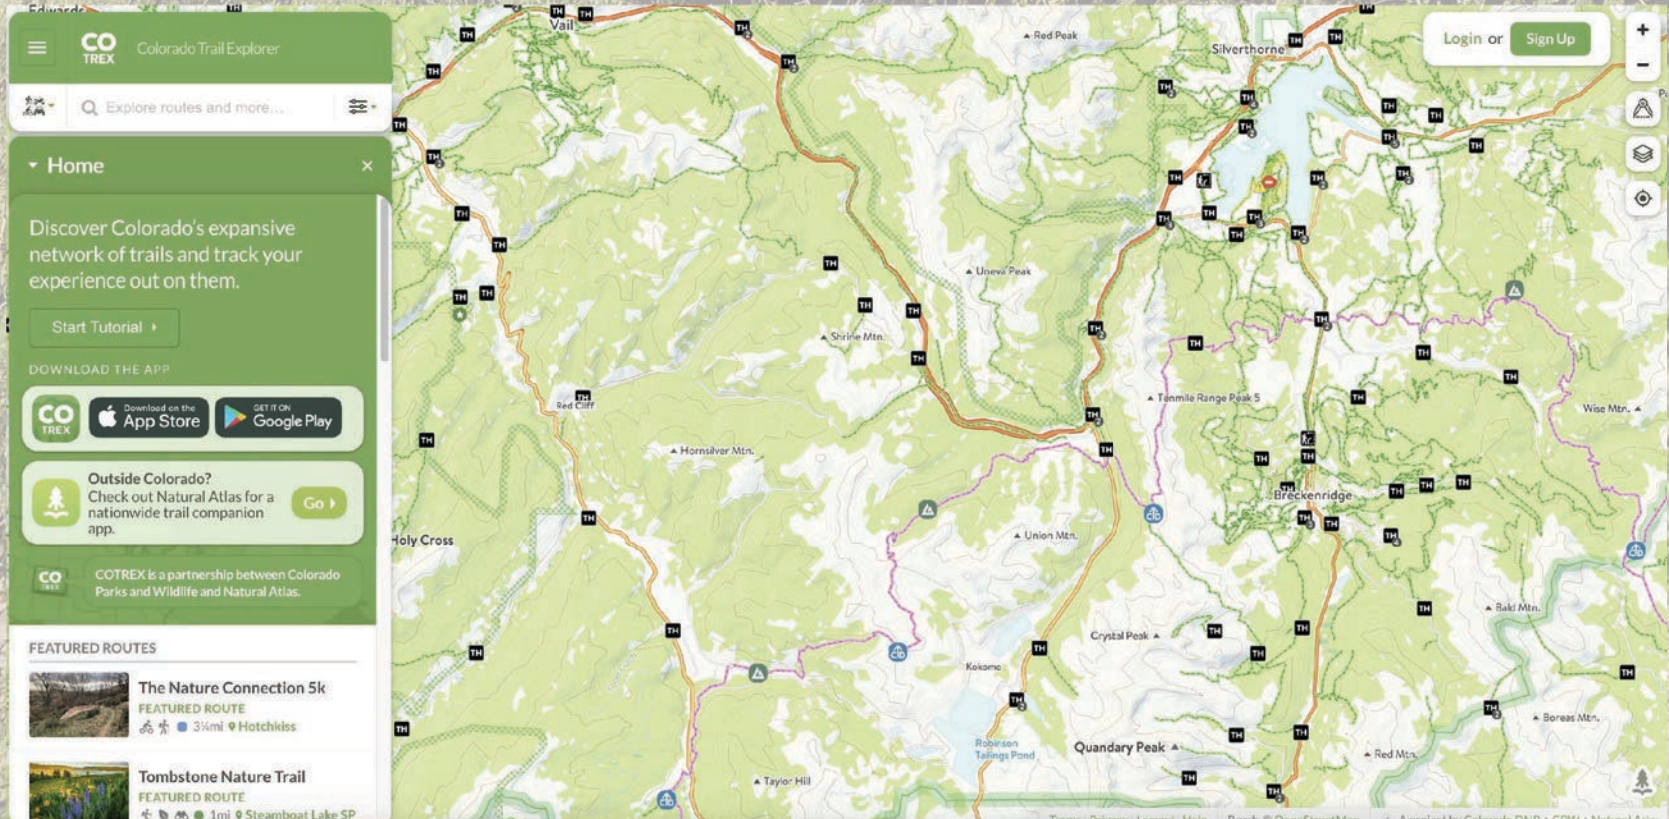 Edwards
CO
TREX
Colorado Trail Explorer
Explore routes and more...
Home
Discover Colorado's expansive
network of trails and track your
experience out on them.
Start Tutorial
DOWNLOAD THE APP
CO
TREX
Download on the
App Store
GET IT ON
Google Play
Outside Colorado?
Check out Natural Atlas for a
nationwide trail companion
app.
Go
CO
TREX
COTREX is a partnership between Colorado
Parks and Wildlife and Natural Atlas.
FEATURED ROUTES
The Nature Connection 5k
FEATURED ROUTE
3¼mi Hotchkiss
Tombstone Nature Trail
FEATURED ROUTE
1mi Steamboat Lake SP
Vail
Red Peak
Silverthorne
Login or Sign Up
Uneva Peak
Shrine Mtn.
Red Cliff
Tenmile Range Peak 5
Wise Mtn.
Hornsilver Mtn.
Breckenridge
Holy Cross
Union Mtn.
Bald Mtn.
Crystal Peak
Kokomo
Boreas Mtn.
Robinson
Tailings Pond
Quandary Peak
Red Mtn.
Taylor Hill
TH